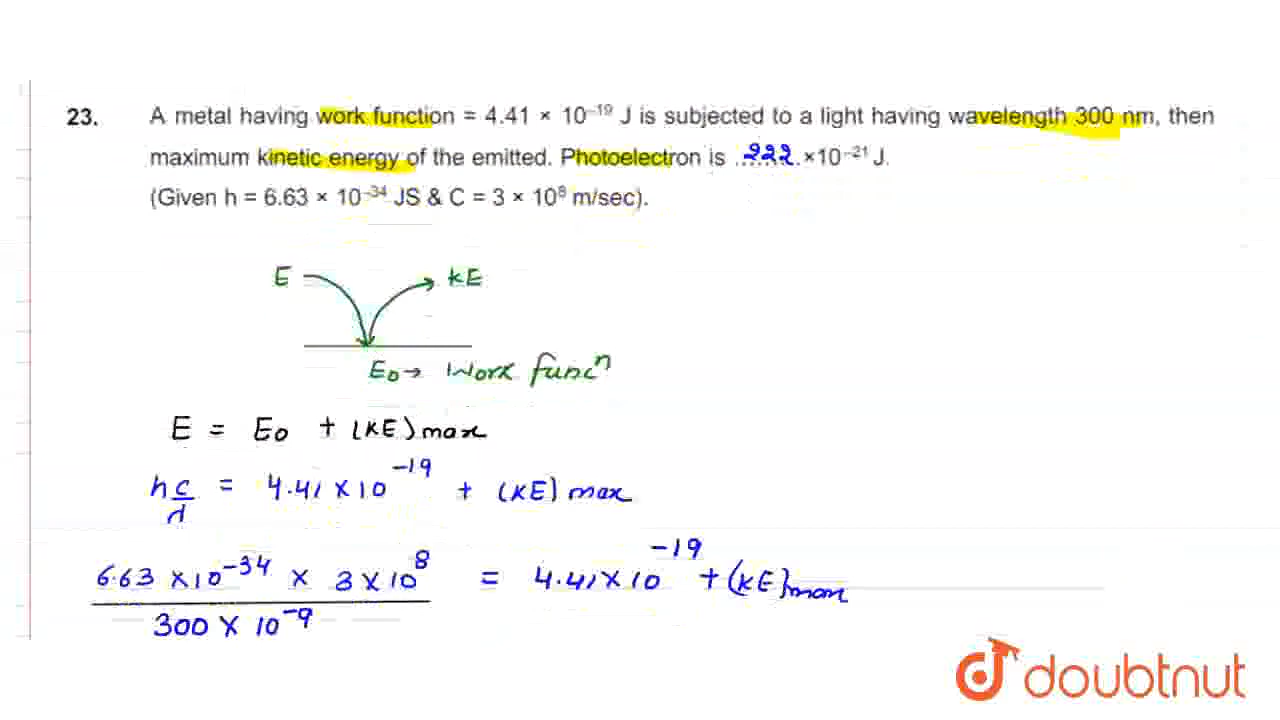 23. A metal having work function = 4.41 × 10⁻¹⁹ J is subjected to a light having wavelength 300 nm, then
maximum kinetic energy of the emitted. Photoelectron is ..222..×10⁻²¹ J.
(Given h = 6.63 × 10⁻³⁴ JS & C = 3 × 10⁸ m/sec).
E KE
E₀→ Work funcⁿ
E = E₀ + (KE)max
hc/λ = 4.41×10⁻¹⁹ + (KE)max
6.63 ×10⁻³⁴ × 3×10⁸ = 4.41×10⁻¹⁹ + (KE)max
300 × 10⁻⁹
doubtnut